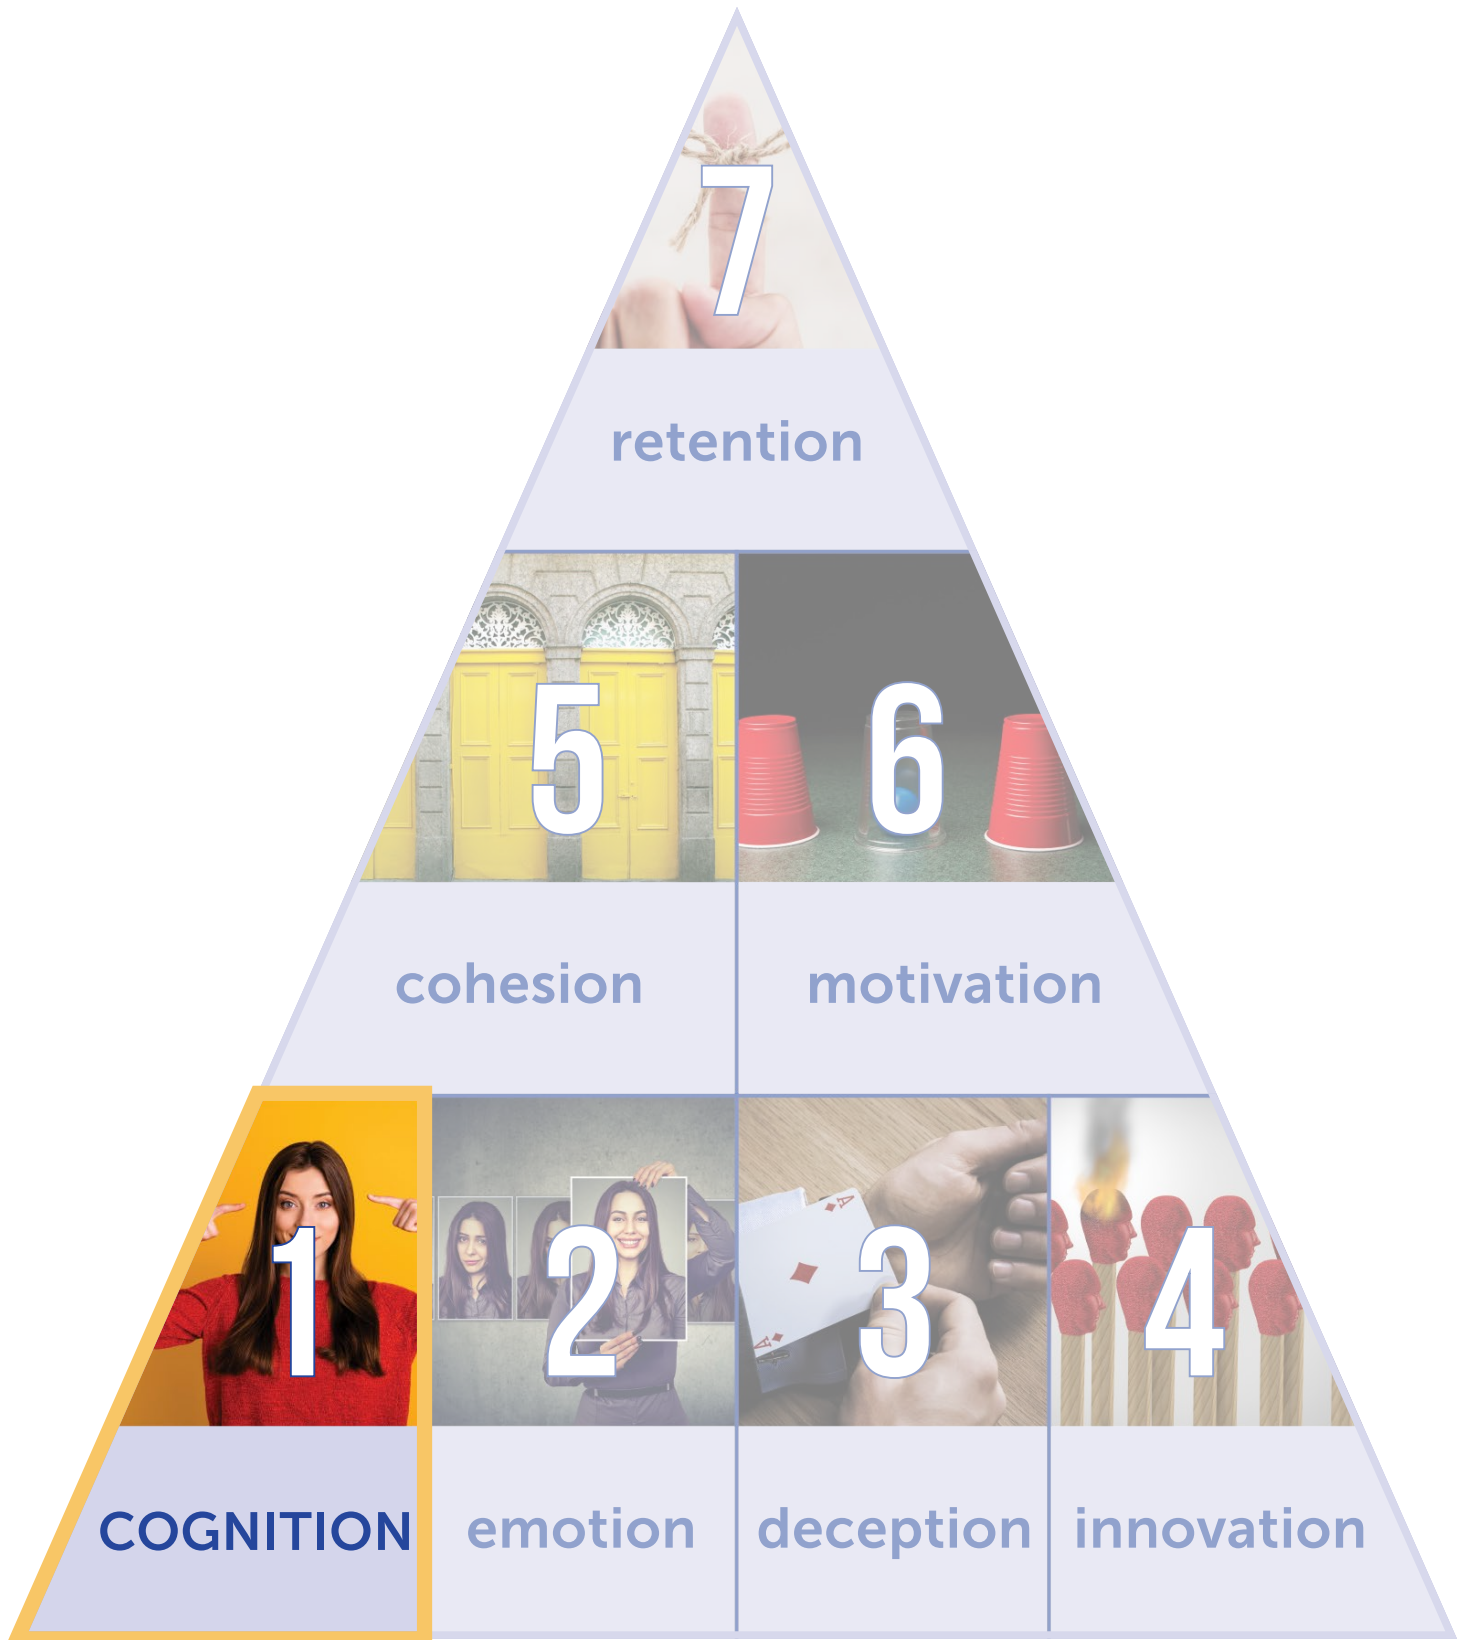 7
retention
5
6
cohesion
motivation
1
2
3
4
COGNITION
emotion
deception
innovation